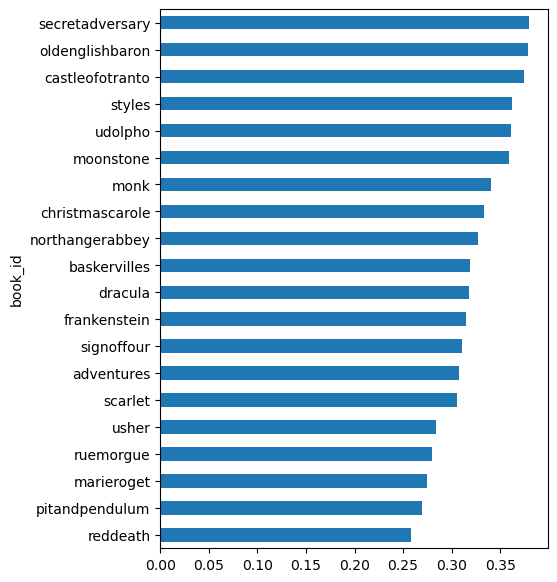 secretadversary
oldenglishbaron
castleofotranto
styles
udolpho
moonstone
monk
christmascarole
northangerabbey
baskervilles
dracula
frankenstein
signoffour
adventures
scarlet
usher
ruemorgue
marieroget
pitandpendulum
reddeath
book_id
0.00 0.05 0.10 0.15 0.20 0.25 0.30 0.35